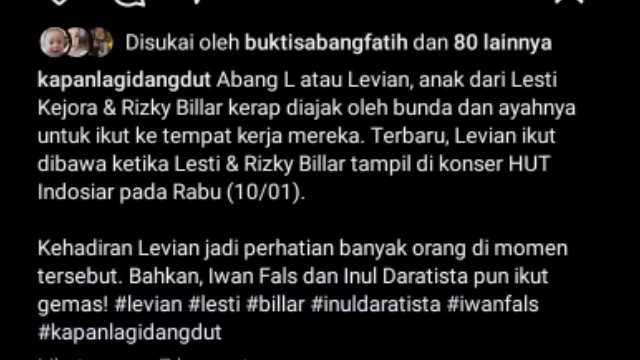 Disukai oleh buktisabangfatih dan 80 lainnya
kapanlagidangdut Abang L atau Levian, anak dari Lesti
Kejora & Rizky Billar kerap diajak oleh bunda dan ayahnya
untuk ikut ke tempat kerja mereka. Terbaru, Levian ikut
dibawa ketika Lesti & Rizky Billar tampil di konser HUT
Indosiar pada Rabu (10/01).
Kehadiran Levian jadi perhatian banyak orang di momen
tersebut. Bahkan, Iwan Fals dan Inul Daratista pun ikut
gemas! #levian #lesti #billar #inuldaratista #iwanfals
#kapanlagidangdut